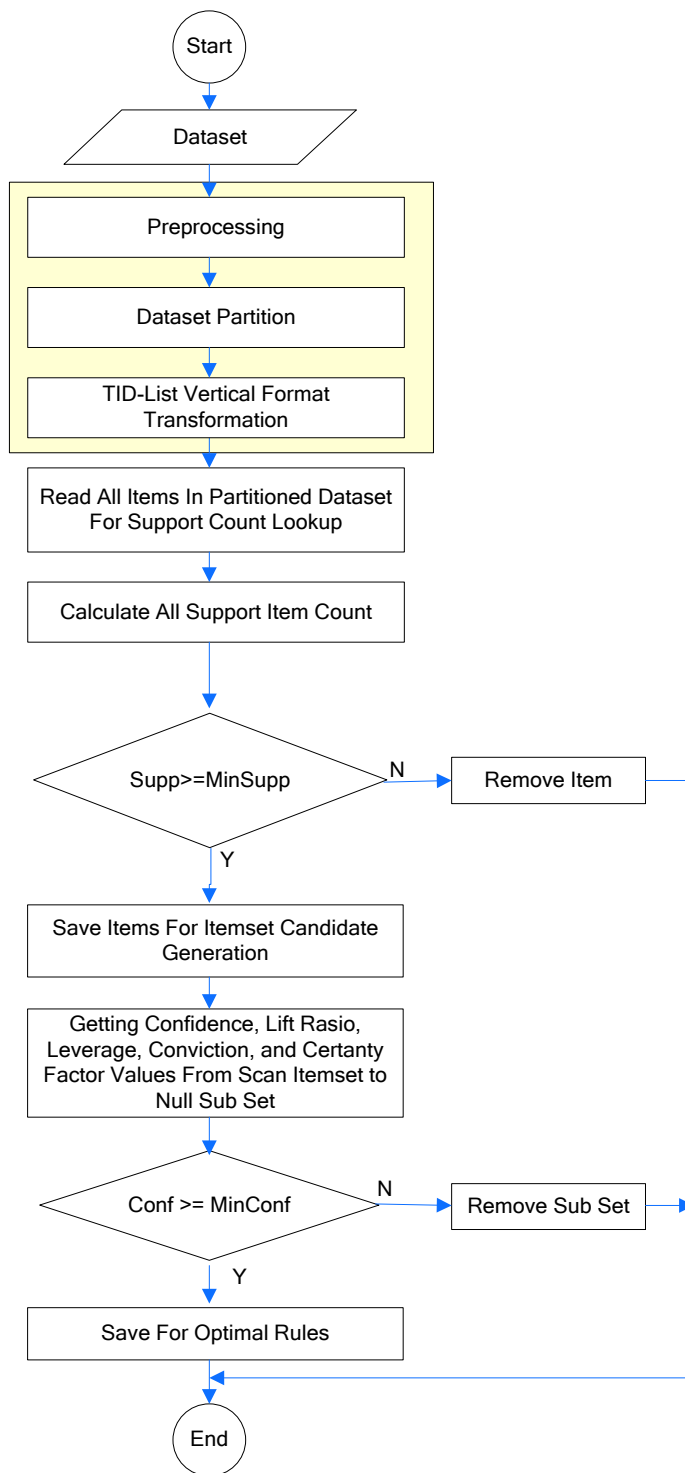 Start
Dataset
Preprocessing
Dataset Partition
TID-List Vertical Format
Transformation
Read All Items In Partitioned Dataset
For Support Count Lookup
Calculate All Support Item Count
Supp>=MinSupp
N
Remove Item
Y
Save Items For Itemset Candidate
Generation
Getting Confidence, Lift Rasio,
Leverage, Conviction, and Certanty
Factor Values From Scan Itemset to
Null Sub Set
Conf >= MinConf
N
Remove Sub Set
Y
Save For Optimal Rules
End